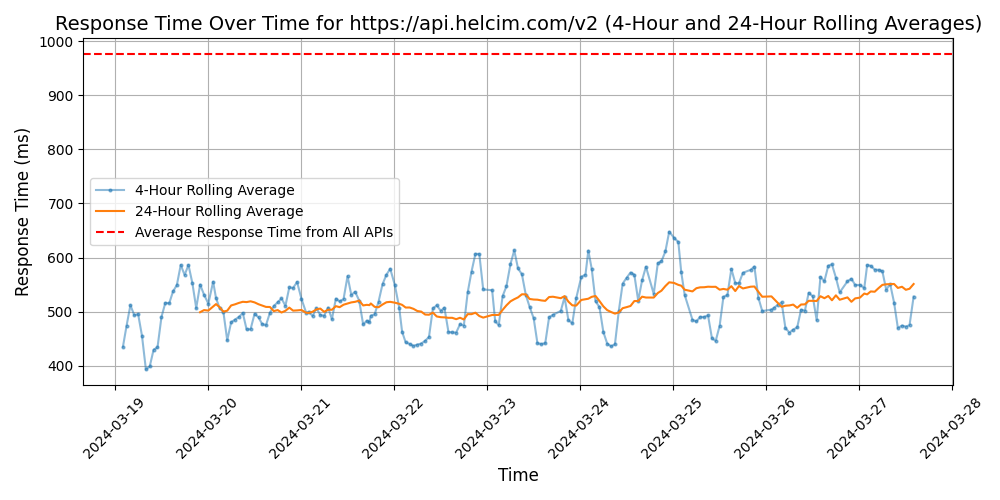 Response Time Over Time for https://api.helcim.com/v2 (4-Hour and 24-Hour Rolling Averages)
1000
900
800
700
600
500
400
Response Time (ms)
4-Hour Rolling Average
24-Hour Rolling Average
Average Response Time from All APIs
2024-03-19
2024-03-20
2024-03-21
2024-03-22
2024-03-23
2024-03-24
2024-03-25
2024-03-26
2024-03-27
2024-03-28
Time